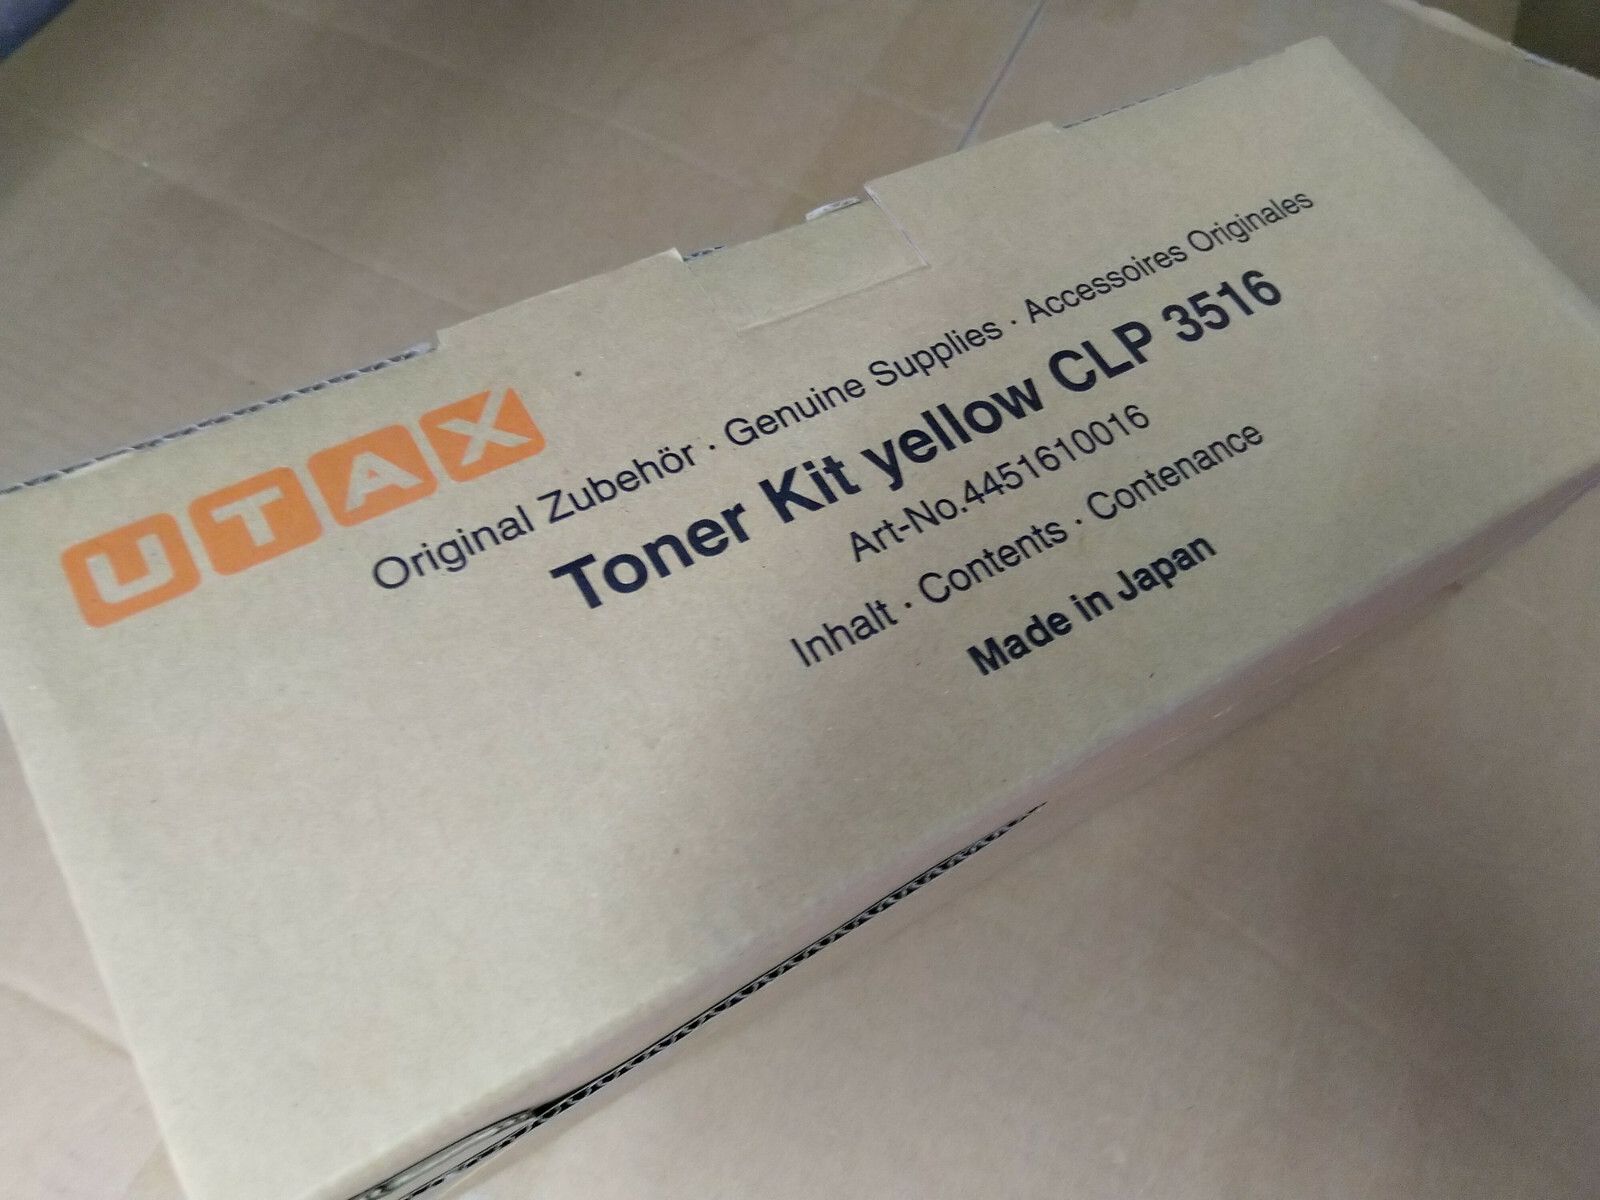 UTAX
Original Zubehör · Genuine Supplies · Accessoires Originales
Toner Kit yellow CLP 3516
Art-No.4451610016
Inhalt · Contents · Contenance
Made in Japan